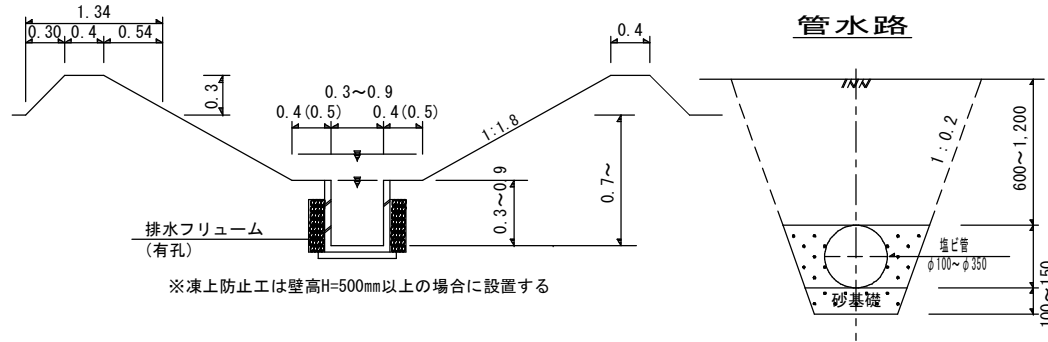 1.34
0.30 0.4 0.54
0.3
0.3～0.9
0.4(0.5) 0.4(0.5)
1:1.8
0.4
0.7～
0.3～0.9
排水フリューム
(有孔)
※凍上防止工は壁高H=500mm以上の場合に設置する
管水路
1:0.2
600～1,200
塩ビ管
φ100～φ350
砂基礎
100～150